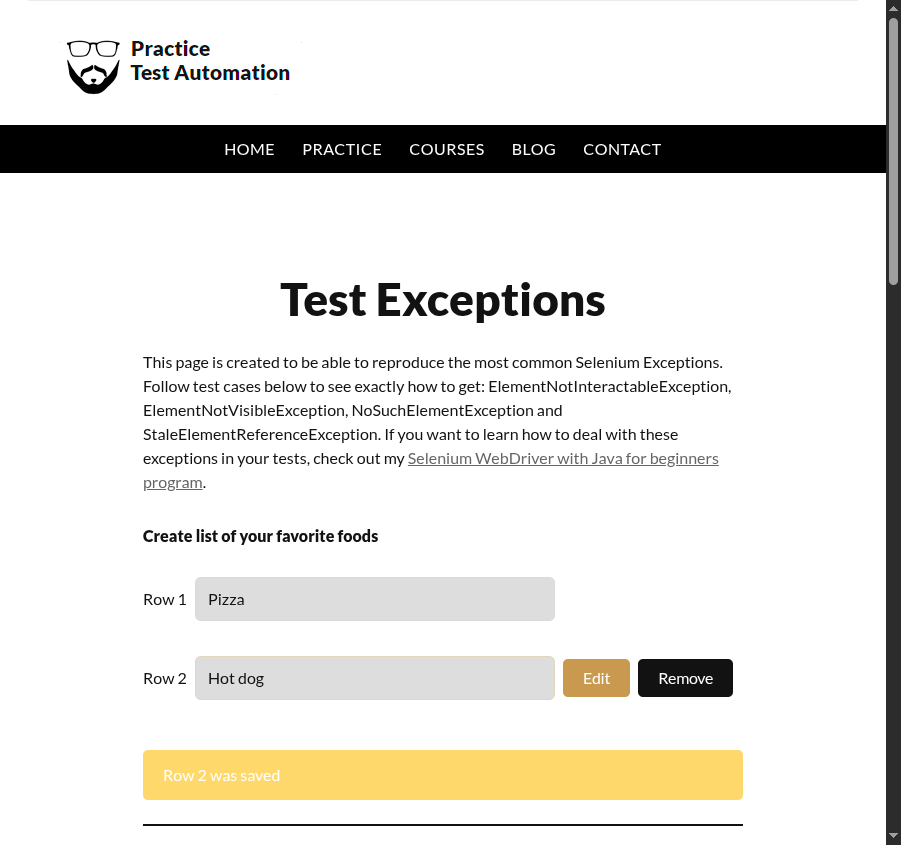 Practice
Test Automation
HOME PRACTICE COURSES BLOG CONTACT
Test Exceptions
This page is created to be able to reproduce the most common Selenium Exceptions.
Follow test cases below to see exactly how to get: ElementNotInteractableException,
ElementNotVisibleException, NoSuchElementException and
StaleElementReferenceException. If you want to learn how to deal with these
exceptions in your tests, check out my Selenium WebDriver with Java for beginners
program.
Create list of your favorite foods
Row 1 Pizza
Row 2 Hot dog Edit Remove
Row 2 was saved